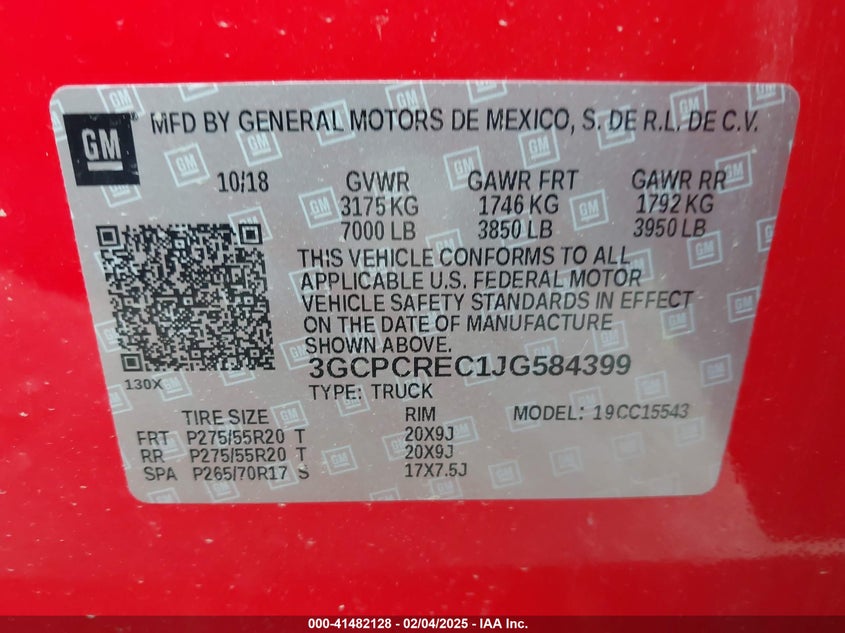 GM
MFD BY GENERAL MOTORS DE MEXICO, S. DE R.L. DE C.V.
10/18 GVWR GAWR FRT GAWR RR
3175 KG 1746 KG 1792 KG
7000 LB 3850 LB 3950 LB
THIS VEHICLE CONFORMS TO ALL
APPLICABLE U.S. FEDERAL MOTOR
VEHICLE SAFETY STANDARDS IN EFFECT
ON THE DATE OF MANUFACTURE
SHOWN ABOVE.
3GCPCREC1JG584399
130X
TYPE: TRUCK
TIRE SIZE RIM MODEL: 19CC15543
FRT P275/55R20 T 20X9J
RR P275/55R20 T 20X9J
SPA P265/70R17 S 17X7.5J
000-41482128 - 02/04/2025 - IAA Inc.